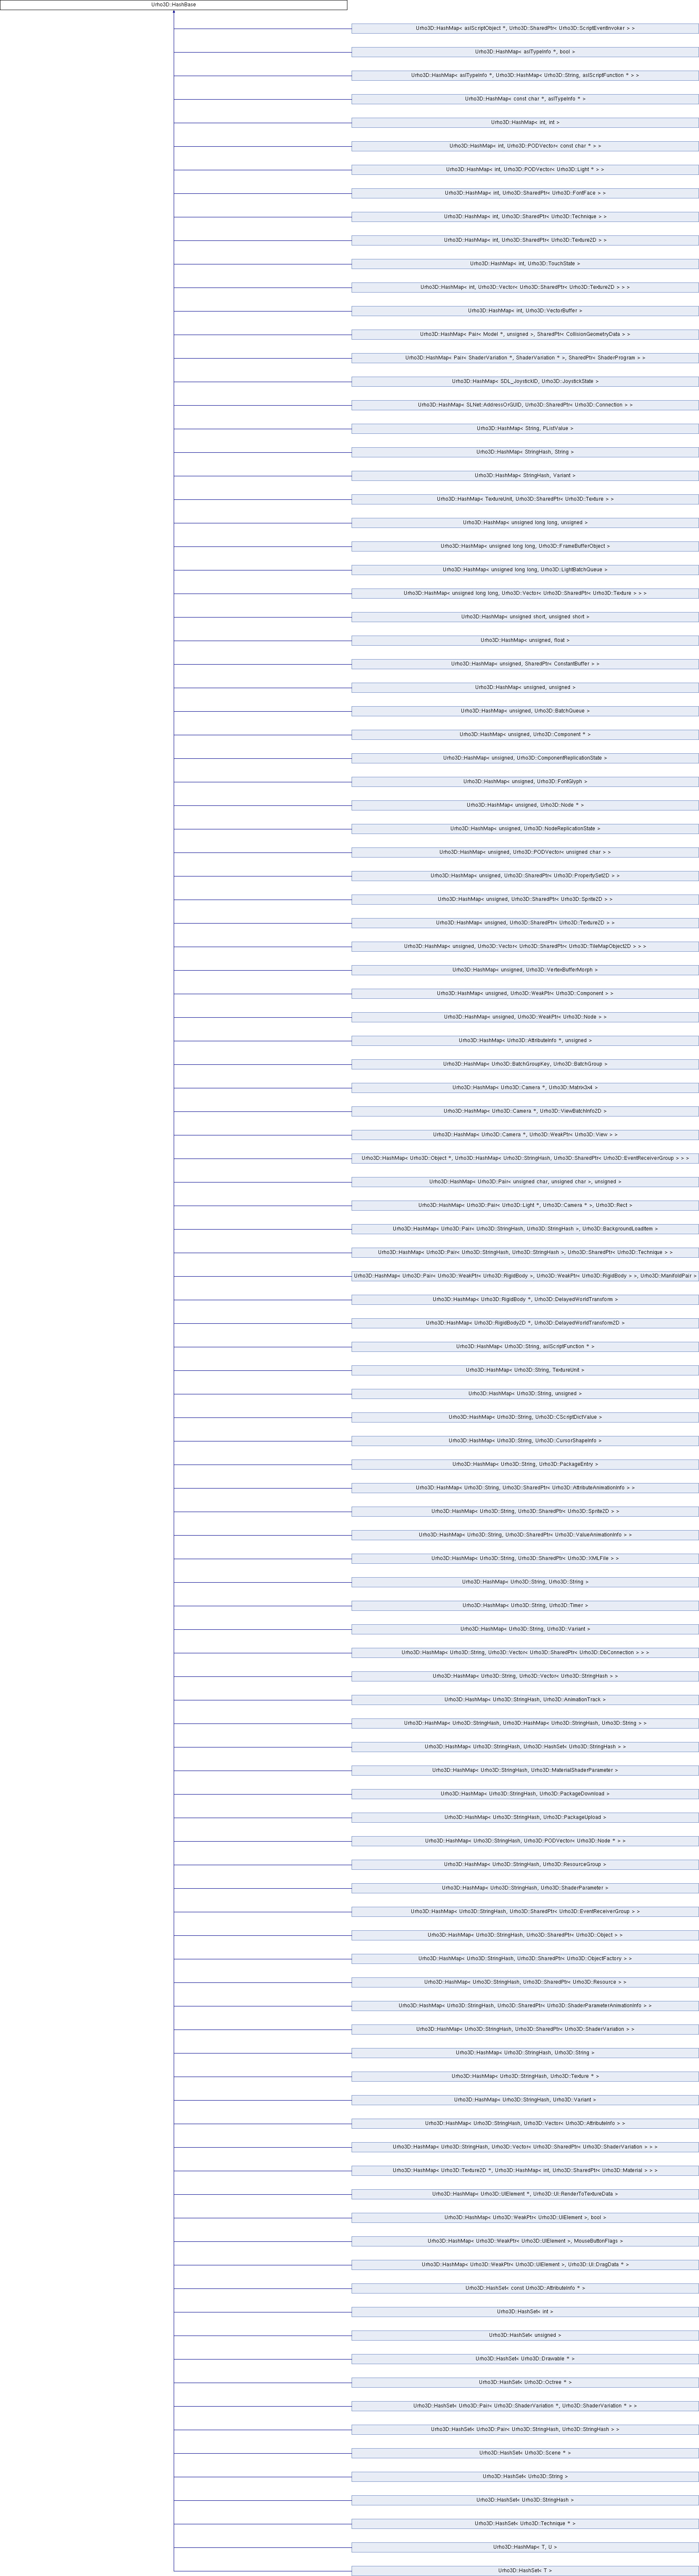 Urho3D::HashBase
Urho3D::HashMap< asIScriptObject *, Urho3D::SharedPtr< Urho3D::ScriptEventInvoker > >
Urho3D::HashMap< asITypeInfo *, bool >
Urho3D::HashMap< asITypeInfo *, Urho3D::HashMap< Urho3D::String, asIScriptFunction * > >
Urho3D::HashMap< const char *, asITypeInfo * >
Urho3D::HashMap< int, int >
Urho3D::HashMap< int, Urho3D::PODVector< const char * > >
Urho3D::HashMap< int, Urho3D::PODVector< Urho3D::Light * > >
Urho3D::HashMap< int, Urho3D::SharedPtr< Urho3D::FontFace > >
Urho3D::HashMap< int, Urho3D::SharedPtr< Urho3D::Technique > >
Urho3D::HashMap< int, Urho3D::SharedPtr< Urho3D::Texture2D > >
Urho3D::HashMap< int, Urho3D::TouchState >
Urho3D::HashMap< int, Urho3D::Vector< Urho3D::SharedPtr< Urho3D::Texture2D > > >
Urho3D::HashMap< int, Urho3D::VectorBuffer >
Urho3D::HashMap< Pair< Model *, unsigned >, SharedPtr< CollisionGeometryData > >
Urho3D::HashMap< Pair< ShaderVariation *, ShaderVariation * >, SharedPtr< ShaderProgram > >
Urho3D::HashMap< SDL_JoystickID, Urho3D::JoystickState >
Urho3D::HashMap< SLNet::AddressOrGUID, Urho3D::SharedPtr< Urho3D::Connection > >
Urho3D::HashMap< String, PListValue >
Urho3D::HashMap< StringHash, String >
Urho3D::HashMap< StringHash, Variant >
Urho3D::HashMap< TextureUnit, Urho3D::SharedPtr< Urho3D::Texture > >
Urho3D::HashMap< unsigned long long, unsigned >
Urho3D::HashMap< unsigned long long, Urho3D::FrameBufferObject >
Urho3D::HashMap< unsigned long long, Urho3D::LightBatchQueue >
Urho3D::HashMap< unsigned long long, Urho3D::Vector< Urho3D::SharedPtr< Urho3D::Texture > > >
Urho3D::HashMap< unsigned short, unsigned short >
Urho3D::HashMap< unsigned, float >
Urho3D::HashMap< unsigned, SharedPtr< ConstantBuffer > >
Urho3D::HashMap< unsigned, unsigned >
Urho3D::HashMap< unsigned, Urho3D::BatchQueue >
Urho3D::HashMap< unsigned, Urho3D::Component * >
Urho3D::HashMap< unsigned, Urho3D::ComponentReplicationState >
Urho3D::HashMap< unsigned, Urho3D::FontGlyph >
Urho3D::HashMap< unsigned, Urho3D::Node * >
Urho3D::HashMap< unsigned, Urho3D::NodeReplicationState >
Urho3D::HashMap< unsigned, Urho3D::PODVector< unsigned char > >
Urho3D::HashMap< unsigned, Urho3D::SharedPtr< Urho3D::PropertySet2D > >
Urho3D::HashMap< unsigned, Urho3D::SharedPtr< Urho3D::Sprite2D > >
Urho3D::HashMap< unsigned, Urho3D::SharedPtr< Urho3D::Texture2D > >
Urho3D::HashMap< unsigned, Urho3D::Vector< Urho3D::SharedPtr< Urho3D::TileMapObject2D > > >
Urho3D::HashMap< unsigned, Urho3D::VertexBufferMorph >
Urho3D::HashMap< unsigned, Urho3D::WeakPtr< Urho3D::Component > >
Urho3D::HashMap< unsigned, Urho3D::WeakPtr< Urho3D::Node > >
Urho3D::HashMap< Urho3D::AttributeInfo *, unsigned >
Urho3D::HashMap< Urho3D::BatchGroupKey, Urho3D::BatchGroup >
Urho3D::HashMap< Urho3D::Camera *, Urho3D::Matrix3x4 >
Urho3D::HashMap< Urho3D::Camera *, Urho3D::ViewBatchInfo2D >
Urho3D::HashMap< Urho3D::Camera *, Urho3D::WeakPtr< Urho3D::View > >
Urho3D::HashMap< Urho3D::Object *, Urho3D::HashMap< Urho3D::StringHash, Urho3D::SharedPtr< Urho3D::EventReceiverGroup > > >
Urho3D::HashMap< Urho3D::Pair< unsigned char, unsigned char >, unsigned >
Urho3D::HashMap< Urho3D::Pair< Urho3D::Light *, Urho3D::Camera * >, Urho3D::Rect >
Urho3D::HashMap< Urho3D::Pair< Urho3D::StringHash, Urho3D::StringHash >, Urho3D::BackgroundLoadItem >
Urho3D::HashMap< Urho3D::Pair< Urho3D::StringHash, Urho3D::StringHash >, Urho3D::SharedPtr< Urho3D::Technique > >
Urho3D::HashMap< Urho3D::Pair< Urho3D::WeakPtr< Urho3D::RigidBody >, Urho3D::WeakPtr< Urho3D::RigidBody > >, Urho3D::ManifoldPair >
Urho3D::HashMap< Urho3D::RigidBody *, Urho3D::DelayedWorldTransform >
Urho3D::HashMap< Urho3D::RigidBody2D *, Urho3D::DelayedWorldTransform2D >
Urho3D::HashMap< Urho3D::String, asIScriptFunction * >
Urho3D::HashMap< Urho3D::String, TextureUnit >
Urho3D::HashMap< Urho3D::String, unsigned >
Urho3D::HashMap< Urho3D::String, Urho3D::CScriptDictValue >
Urho3D::HashMap< Urho3D::String, Urho3D::CursorShapeInfo >
Urho3D::HashMap< Urho3D::String, Urho3D::PackageEntry >
Urho3D::HashMap< Urho3D::String, Urho3D::SharedPtr< Urho3D::AttributeAnimationInfo > >
Urho3D::HashMap< Urho3D::String, Urho3D::SharedPtr< Urho3D::Sprite2D > >
Urho3D::HashMap< Urho3D::String, Urho3D::SharedPtr< Urho3D::ValueAnimationInfo > >
Urho3D::HashMap< Urho3D::String, Urho3D::SharedPtr< Urho3D::XMLFile > >
Urho3D::HashMap< Urho3D::String, Urho3D::String >
Urho3D::HashMap< Urho3D::String, Urho3D::Timer >
Urho3D::HashMap< Urho3D::String, Urho3D::Variant >
Urho3D::HashMap< Urho3D::String, Urho3D::Vector< Urho3D::SharedPtr< Urho3D::DbConnection > > >
Urho3D::HashMap< Urho3D::String, Urho3D::Vector< Urho3D::StringHash > >
Urho3D::HashMap< Urho3D::StringHash, Urho3D::AnimationTrack >
Urho3D::HashMap< Urho3D::StringHash, Urho3D::HashMap< Urho3D::StringHash, Urho3D::String > >
Urho3D::HashMap< Urho3D::StringHash, Urho3D::HashSet< Urho3D::StringHash > >
Urho3D::HashMap< Urho3D::StringHash, Urho3D::MaterialShaderParameter >
Urho3D::HashMap< Urho3D::StringHash, Urho3D::PackageDownload >
Urho3D::HashMap< Urho3D::StringHash, Urho3D::PackageUpload >
Urho3D::HashMap< Urho3D::StringHash, Urho3D::PODVector< Urho3D::Node * > >
Urho3D::HashMap< Urho3D::StringHash, Urho3D::ResourceGroup >
Urho3D::HashMap< Urho3D::StringHash, Urho3D::ShaderParameter >
Urho3D::HashMap< Urho3D::StringHash, Urho3D::SharedPtr< Urho3D::EventReceiverGroup > >
Urho3D::HashMap< Urho3D::StringHash, Urho3D::SharedPtr< Urho3D::Object > >
Urho3D::HashMap< Urho3D::StringHash, Urho3D::SharedPtr< Urho3D::ObjectFactory > >
Urho3D::HashMap< Urho3D::StringHash, Urho3D::SharedPtr< Urho3D::Resource > >
Urho3D::HashMap< Urho3D::StringHash, Urho3D::SharedPtr< Urho3D::ShaderParameterAnimationInfo > >
Urho3D::HashMap< Urho3D::StringHash, Urho3D::SharedPtr< Urho3D::ShaderVariation > >
Urho3D::HashMap< Urho3D::StringHash, Urho3D::String >
Urho3D::HashMap< Urho3D::StringHash, Urho3D::Texture * >
Urho3D::HashMap< Urho3D::StringHash, Urho3D::Variant >
Urho3D::HashMap< Urho3D::StringHash, Urho3D::Vector< Urho3D::AttributeInfo > >
Urho3D::HashMap< Urho3D::StringHash, Urho3D::Vector< Urho3D::SharedPtr< Urho3D::ShaderVariation > > >
Urho3D::HashMap< Urho3D::Texture2D *, Urho3D::HashMap< int, Urho3D::SharedPtr< Urho3D::Material > > >
Urho3D::HashMap< Urho3D::UIElement *, Urho3D::UI::RenderToTextureData >
Urho3D::HashMap< Urho3D::WeakPtr< Urho3D::UIElement >, bool >
Urho3D::HashMap< Urho3D::WeakPtr< Urho3D::UIElement >, MouseButtonFlags >
Urho3D::HashMap< Urho3D::WeakPtr< Urho3D::UIElement >, Urho3D::UI::DragData * >
Urho3D::HashSet< const Urho3D::AttributeInfo * >
Urho3D::HashSet< int >
Urho3D::HashSet< unsigned >
Urho3D::HashSet< Urho3D::Drawable * >
Urho3D::HashSet< Urho3D::Octree * >
Urho3D::HashSet< Urho3D::Pair< Urho3D::ShaderVariation *, Urho3D::ShaderVariation * > >
Urho3D::HashSet< Urho3D::Pair< Urho3D::StringHash, Urho3D::StringHash > >
Urho3D::HashSet< Urho3D::Scene * >
Urho3D::HashSet< Urho3D::String >
Urho3D::HashSet< Urho3D::StringHash >
Urho3D::HashSet< Urho3D::Technique * >
Urho3D::HashMap< T, U >
Urho3D::HashSet< T >